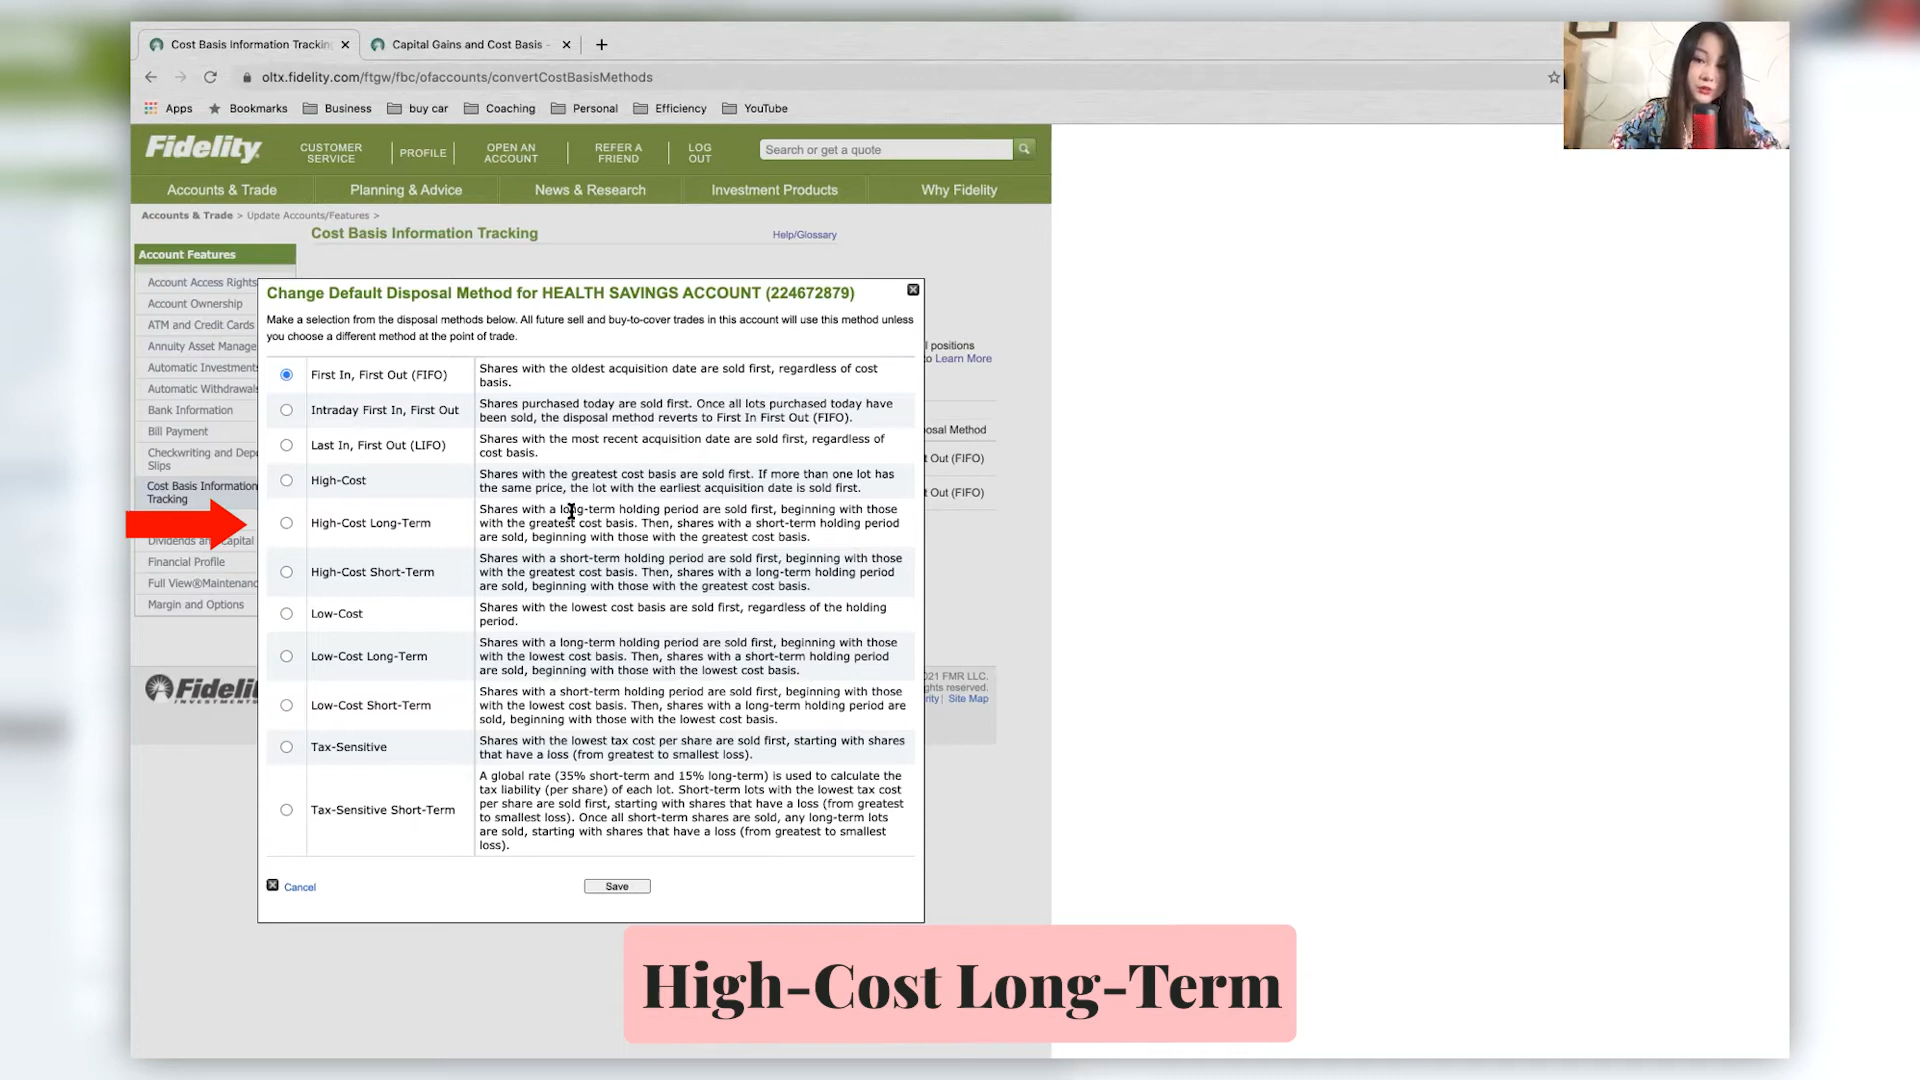 Cost Basis Information Trackin
Capital Gains and Cost Basis -
oltx.fidelity.com/ftgw/fbc/ofaccounts/convertCostBasisMethods
Apps
Bookmarks
Business
buy car
Coaching
Personal
Efficiency
YouTube
Fidelity
CUSTOMER
SERVICE
PROFILE
OPEN AN
ACCOUNT
REFER A
FRIEND
LOG
OUT
Search or get a quote
Accounts & Trade
Planning & Advice
News & Research
Investment Products
Why Fidelity
Accounts & Trade > Update Accounts/Features >
Cost Basis Information Tracking
Help/Glossary
Account Features
Account Access Rights
Account Ownership
ATM and Credit Cards
Annuity Asset Manage
Automatic Investments
Automatic Withdrawals
Bank Information
Bill Payment
Checkwriting and Dep
Slips
Cost Basis Information
Tracking
Dividends and Capital
Financial Profile
Full View®Maintenanc
Margin and Options
Change Default Disposal Method for HEALTH SAVINGS ACCOUNT (224672879)
Make a selection from the disposal methods below. All future sell and buy-to-cover trades in this account will use this method unless
you choose a different method at the point of trade.
First In, First Out (FIFO)
Shares with the oldest acquisition date are sold first, regardless of cost
basis.
Intraday First In, First Out
Shares purchased today are sold first. Once all lots purchased today have
been sold, the disposal method reverts to First In First Out (FIFO).
Last In, First Out (LIFO)
Shares with the most recent acquisition date are sold first, regardless of
cost basis.
High-Cost
Shares with the greatest cost basis are sold first. If more than one lot has
the same price, the lot with the earliest acquisition date is sold first.
High-Cost Long-Term
Shares with a long-term holding period are sold first, beginning with those
with the greatest cost basis. Then, shares with a short-term holding period
are sold, beginning with those with the greatest cost basis.
High-Cost Short-Term
Shares with a short-term holding period are sold first, beginning with those
with the greatest cost basis. Then, shares with a long-term holding period
are sold, beginning with those with the greatest cost basis.
Low-Cost
Shares with the lowest cost basis are sold first, regardless of the holding
period.
Low-Cost Long-Term
Shares with a long-term holding period are sold first, beginning with those
with the lowest cost basis. Then, shares with a short-term holding period
are sold, beginning with those with the lowest cost basis.
Low-Cost Short-Term
Shares with a short-term holding period are sold first, beginning with those
with the lowest cost basis. Then, shares with a long-term holding period are
sold, beginning with those with the lowest cost basis.
Tax-Sensitive
Shares with the lowest tax cost per share are sold first, starting with shares
that have a loss (from greatest to smallest loss).
Tax-Sensitive Short-Term
A global rate (35% short-term and 15% long-term) is used to calculate the
tax liability (per share) of each lot. Short-term lots with the lowest tax cost
per share are sold first, starting with shares that have a loss (from greatest
to smallest loss). Once all short-term shares are sold, any long-term lots
are sold, starting with shares that have a loss (from greatest to smallest
loss).
Cancel
Save
l positions
to Learn More
osal Method
t Out (FIFO)
t Out (FIFO)
Fideli
INVESTMENTS
021 FMR LLC.
ghts reserved.
rity | Site Map
High-Cost Long-Term